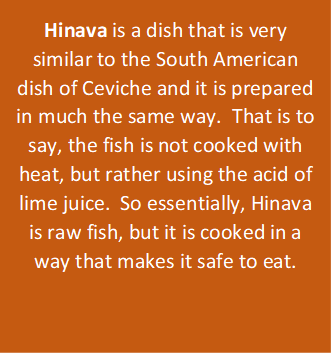 Hinava is a dish that is very
similar to the South American
dish of Ceviche and it is prepared
in much the same way.  That is to
say, the fish is not cooked with
heat, but rather using the acid of
lime juice.  So essentially, Hinava
is raw fish, but it is cooked in a
way that makes it safe to eat.